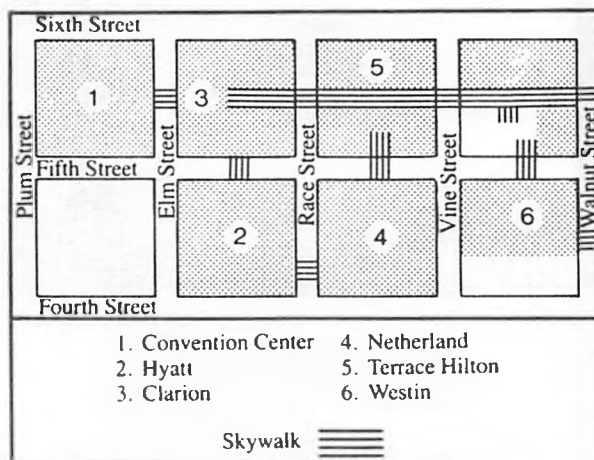 Sixth Street
1
3
5
Plum Street
Fifth Street
Elm Street
Race Street
Vine Street
Walnut Street
2
4
6
Fourth Street
1. Convention Center
2. Hyatt
3. Clarion
4. Netherland
5. Terrace Hilton
6. Westin
Skywalk